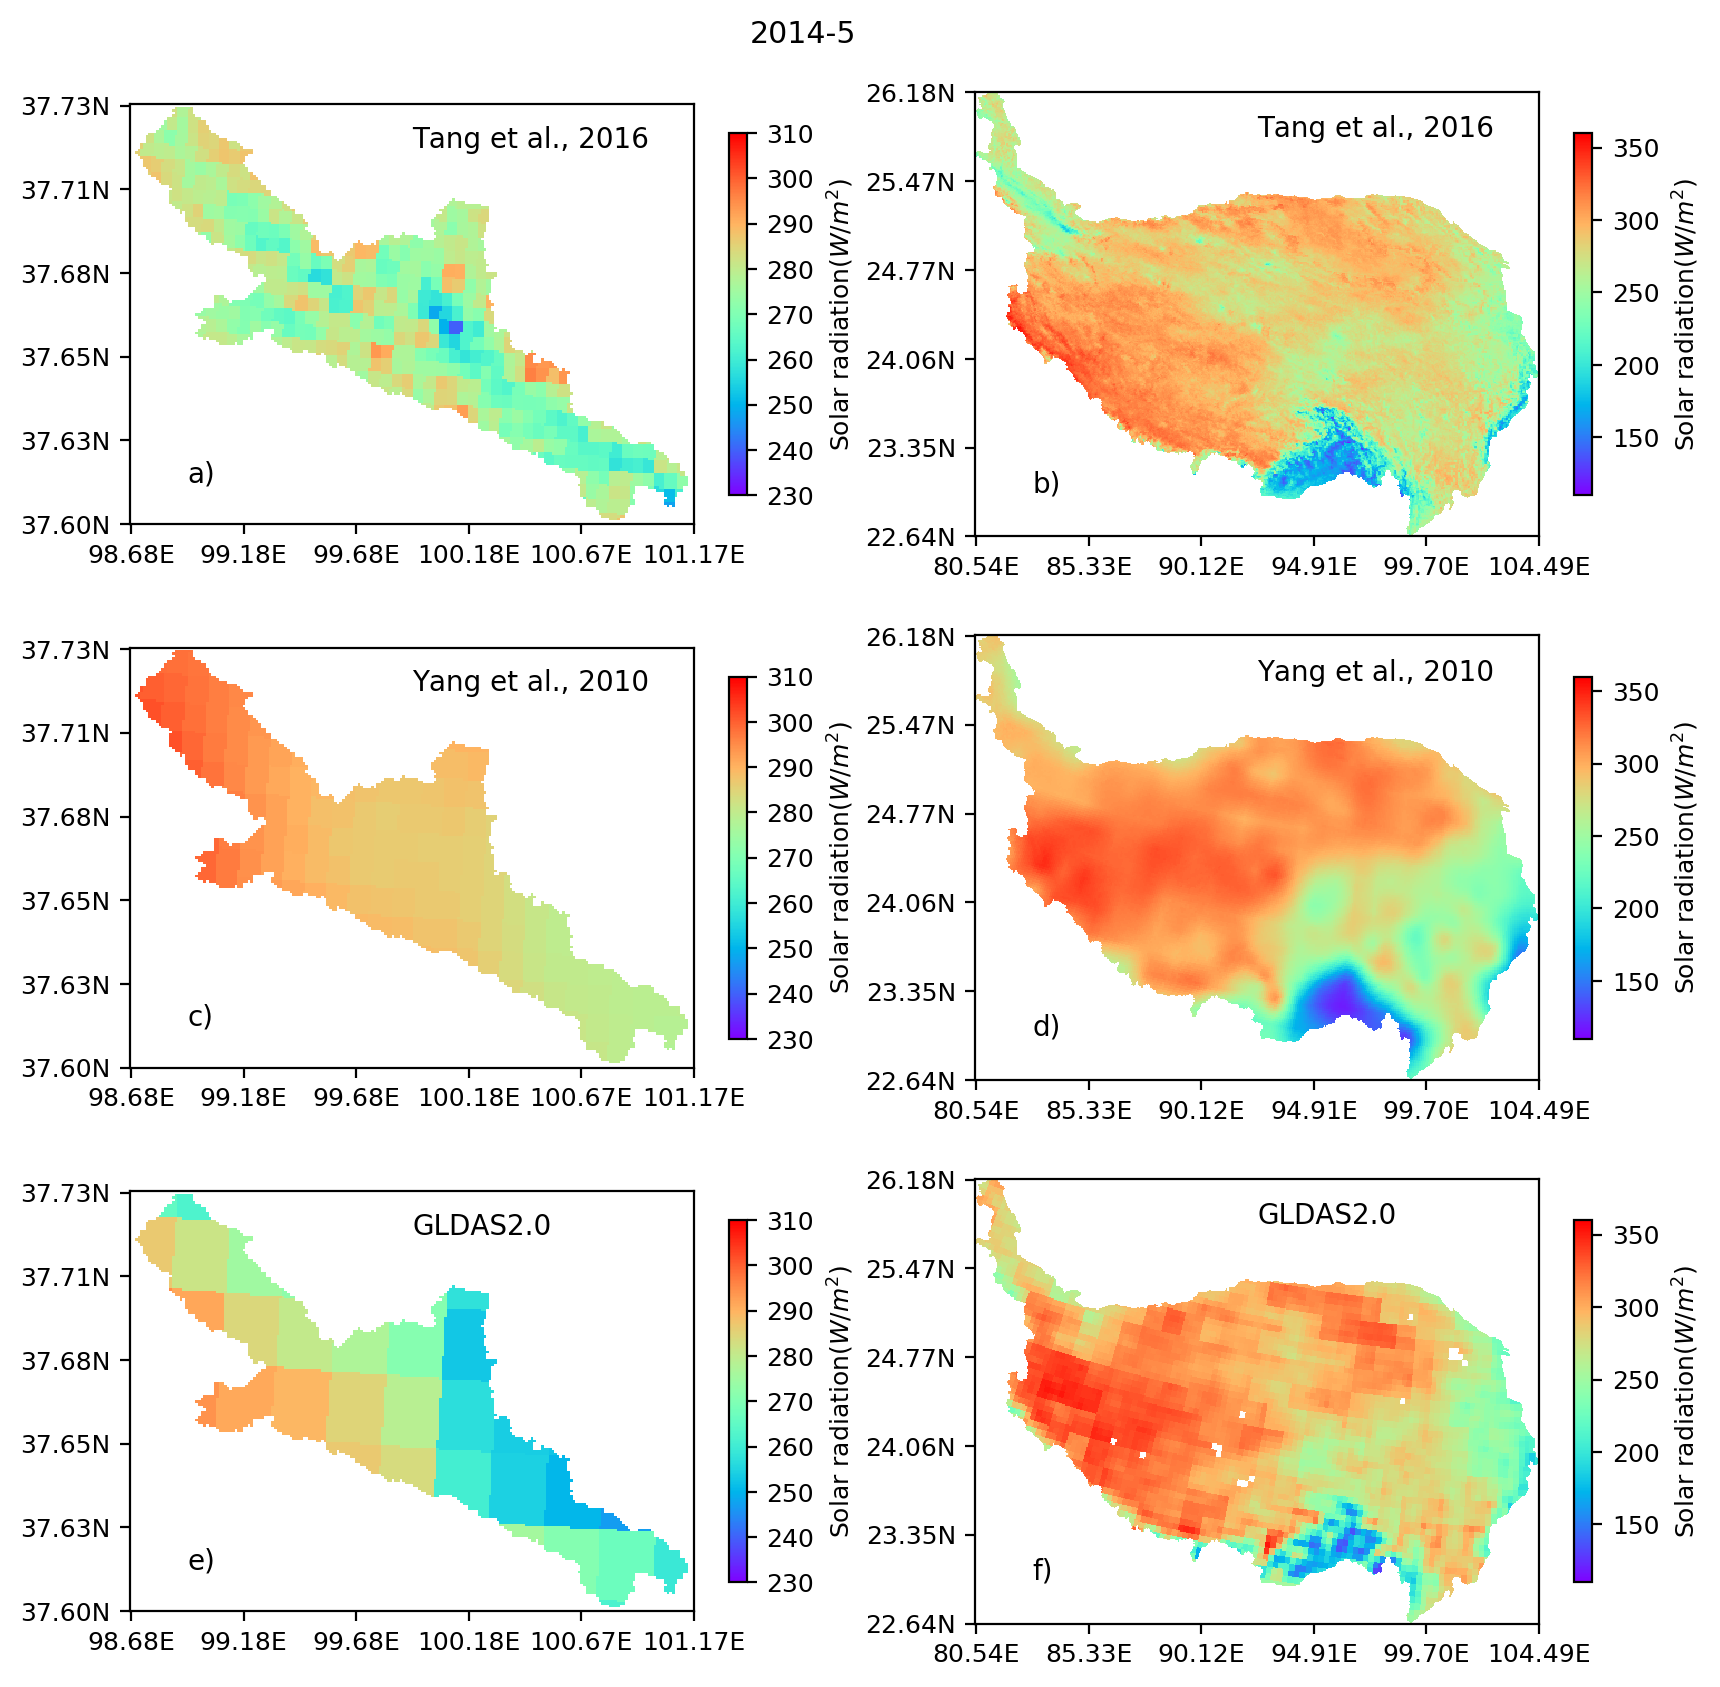 2014-5
37.73N
37.71N
37.68N
37.65N
37.63N
37.60N
98.68E 99.18E 99.68E 100.18E 100.67E 101.17E
Tang et al., 2016
a)
310
300
290
280
270
260
250
240
230
Solar radiation(W/m²)
26.18N
25.47N
24.77N
24.06N
23.35N
22.64N
80.54E 85.33E 90.12E 94.91E 99.70E 104.49E
Tang et al., 2016
b)
350
300
250
200
150
Solar radiation(W/m²)
37.73N
37.71N
37.68N
37.65N
37.63N
37.60N
98.68E 99.18E 99.68E 100.18E 100.67E 101.17E
Yang et al., 2010
c)
310
300
290
280
270
260
250
240
230
Solar radiation(W/m²)
26.18N
25.47N
24.77N
24.06N
23.35N
22.64N
80.54E 85.33E 90.12E 94.91E 99.70E 104.49E
Yang et al., 2010
d)
350
300
250
200
150
Solar radiation(W/m²)
37.73N
37.71N
37.68N
37.65N
37.63N
37.60N
98.68E 99.18E 99.68E 100.18E 100.67E 101.17E
GLDAS2.0
e)
310
300
290
280
270
260
250
240
230
Solar radiation(W/m²)
26.18N
25.47N
24.77N
24.06N
23.35N
22.64N
80.54E 85.33E 90.12E 94.91E 99.70E 104.49E
GLDAS2.0
f)
350
300
250
200
150
Solar radiation(W/m²)